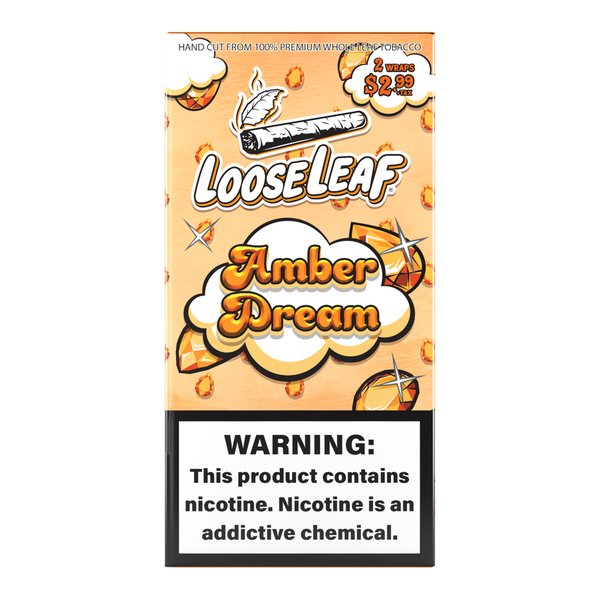 HAND CUT FROM 100% PREMIUM WHOLE LEAF TOBACCO
2 WRAPS
$2.99
+TAX
LOOSELEAF®
Amber
Dream
WARNING:
This product contains
nicotine. Nicotine is an
addictive chemical.